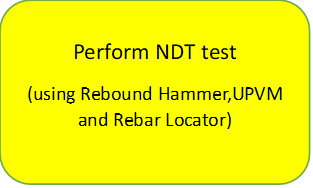 Perform NDT test
(using Rebound Hammer,UPVM
and Rebar Locator)